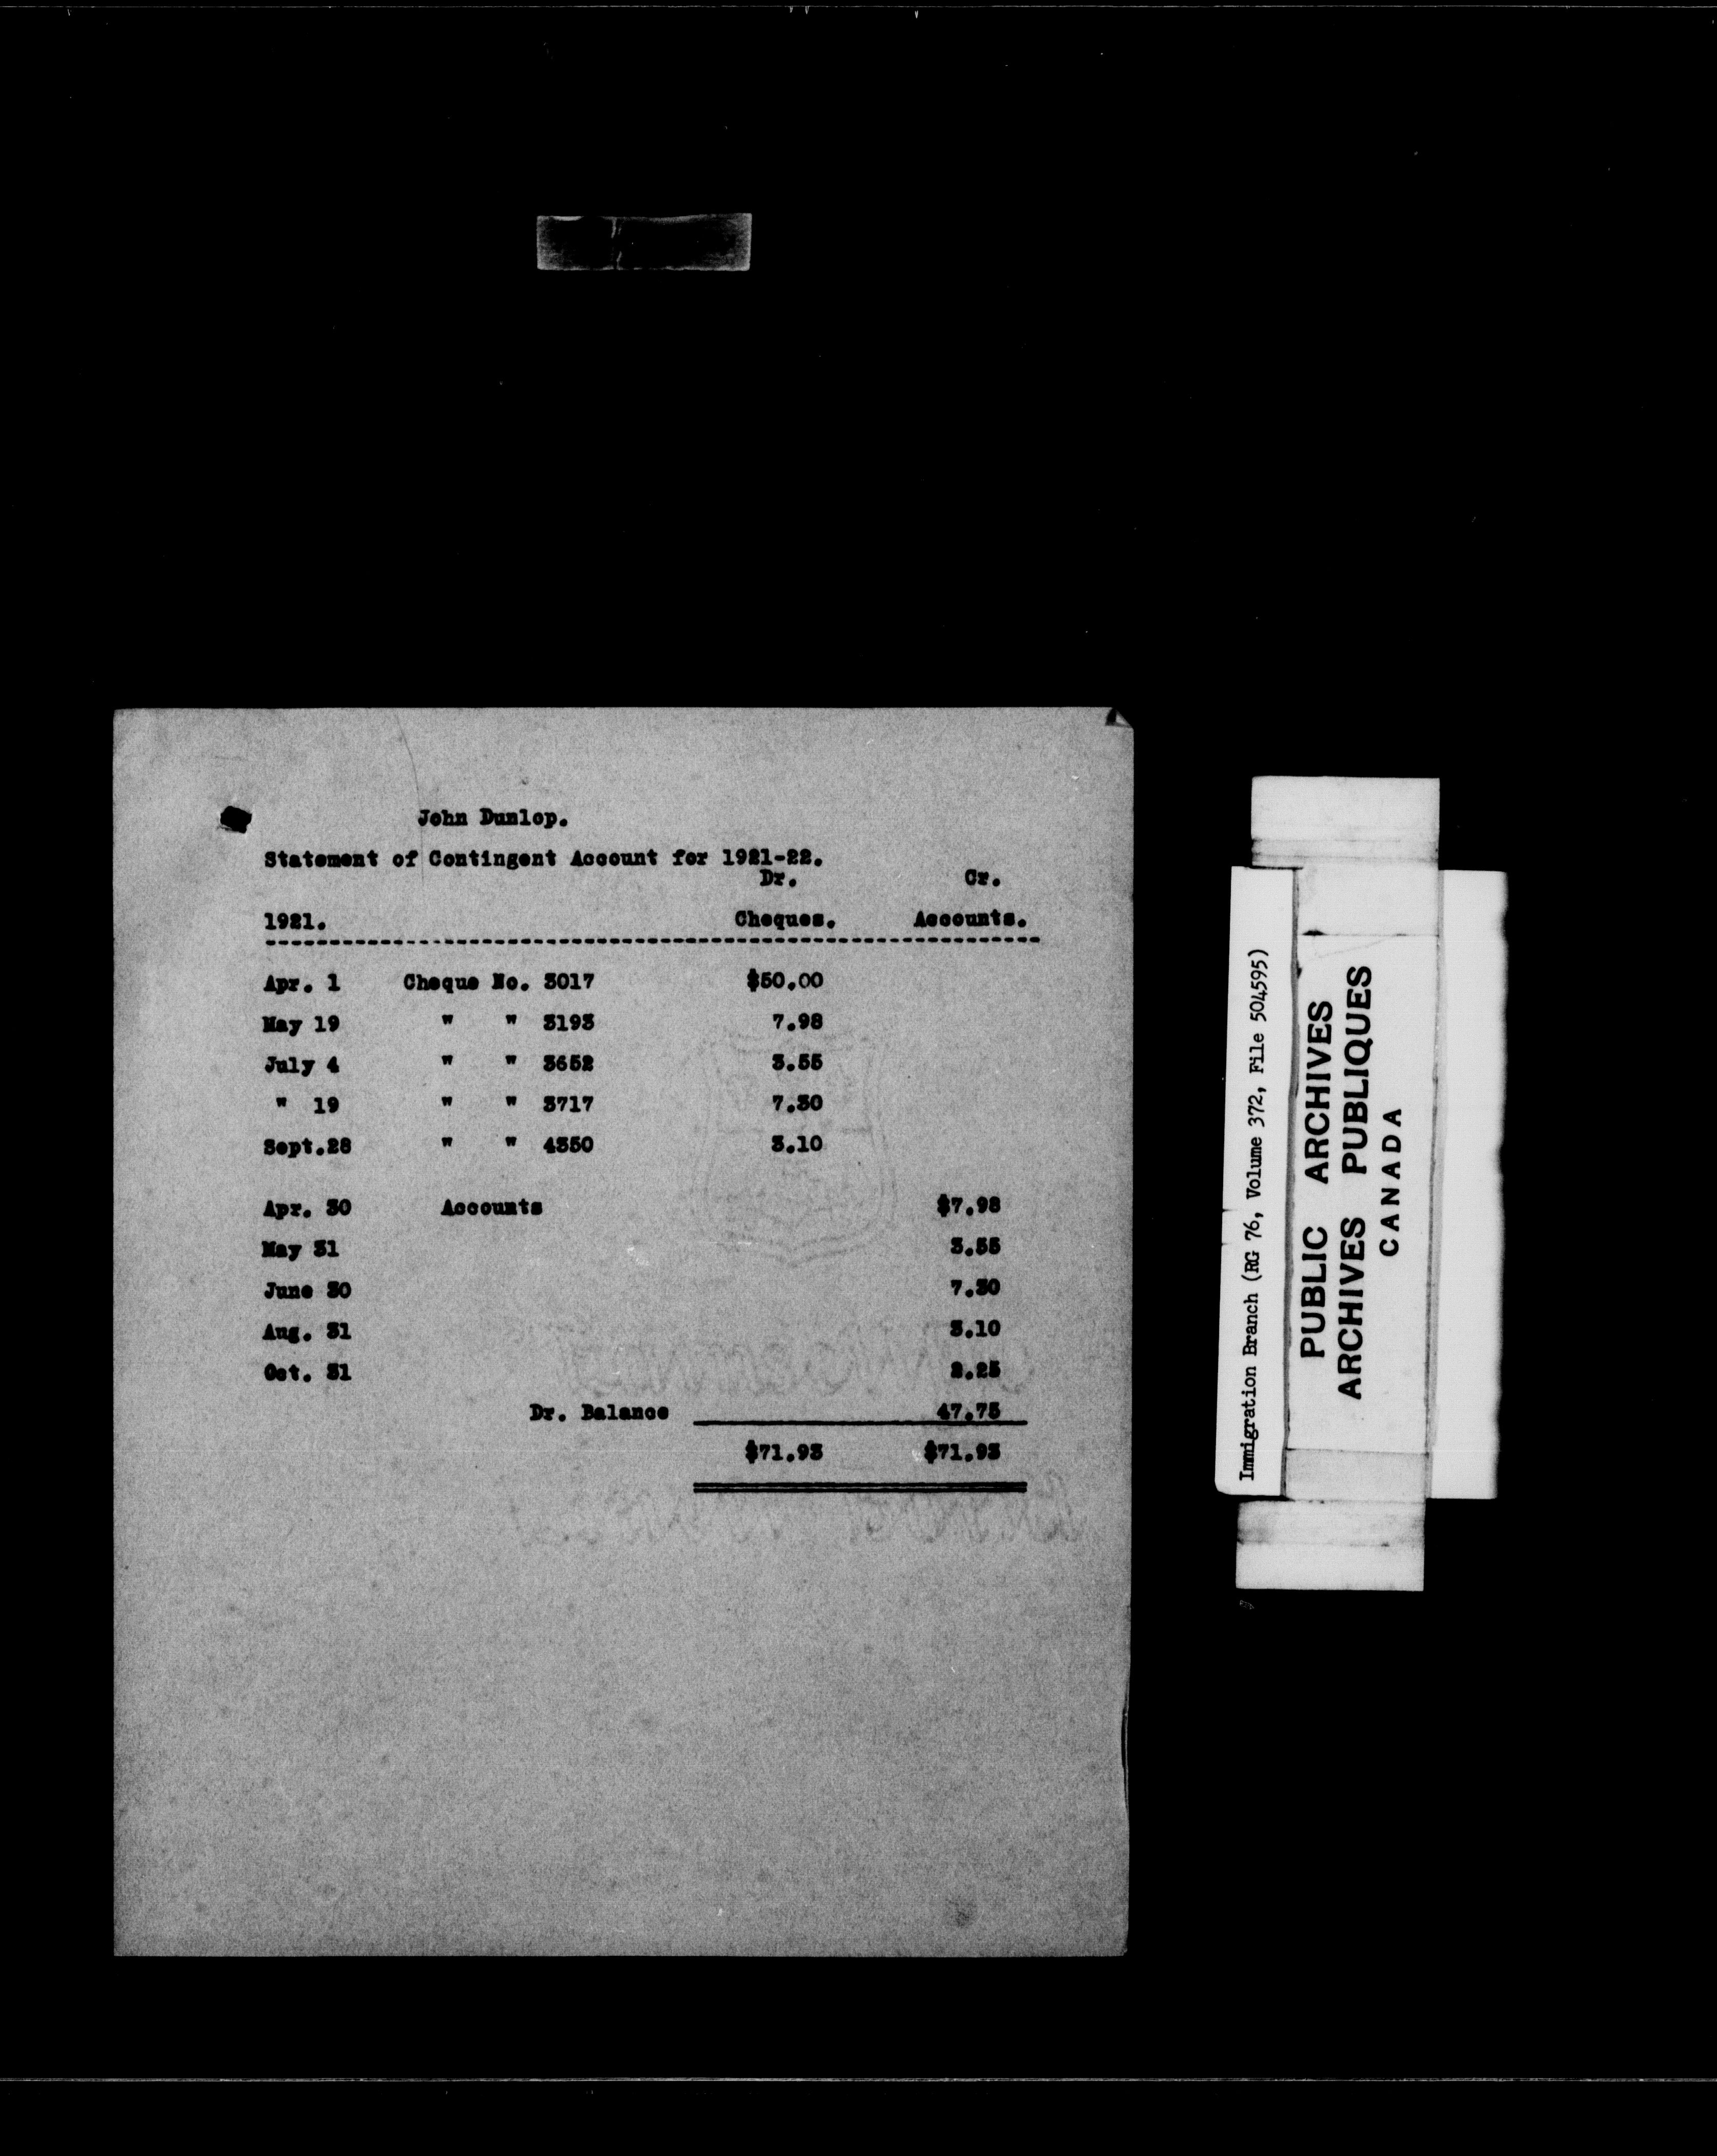 John Dunlop.
Statement of Contingent Account for 1921-22.
Dr. Cr.
1921. Cheques. Accounts.
Apr. 1 Cheque No. 3017 $50.00
May 19 " " 3193 7.98
July 4 " " 3652 3.55
" 19 " " 3717 7.30
Sept.28 " " 4350 3.10
Apr. 30 Accounts $7.98
May 31 3.55
June 30 7.30
Aug. 31 3.10
Oct. 31 2.25
Dr. Balance 47.75
$71.93 $71.93
Immigration Branch (RG 76, Volume 372, File 504595)
PUBLIC ARCHIVES
ARCHIVES PUBLIQUES
CANADA